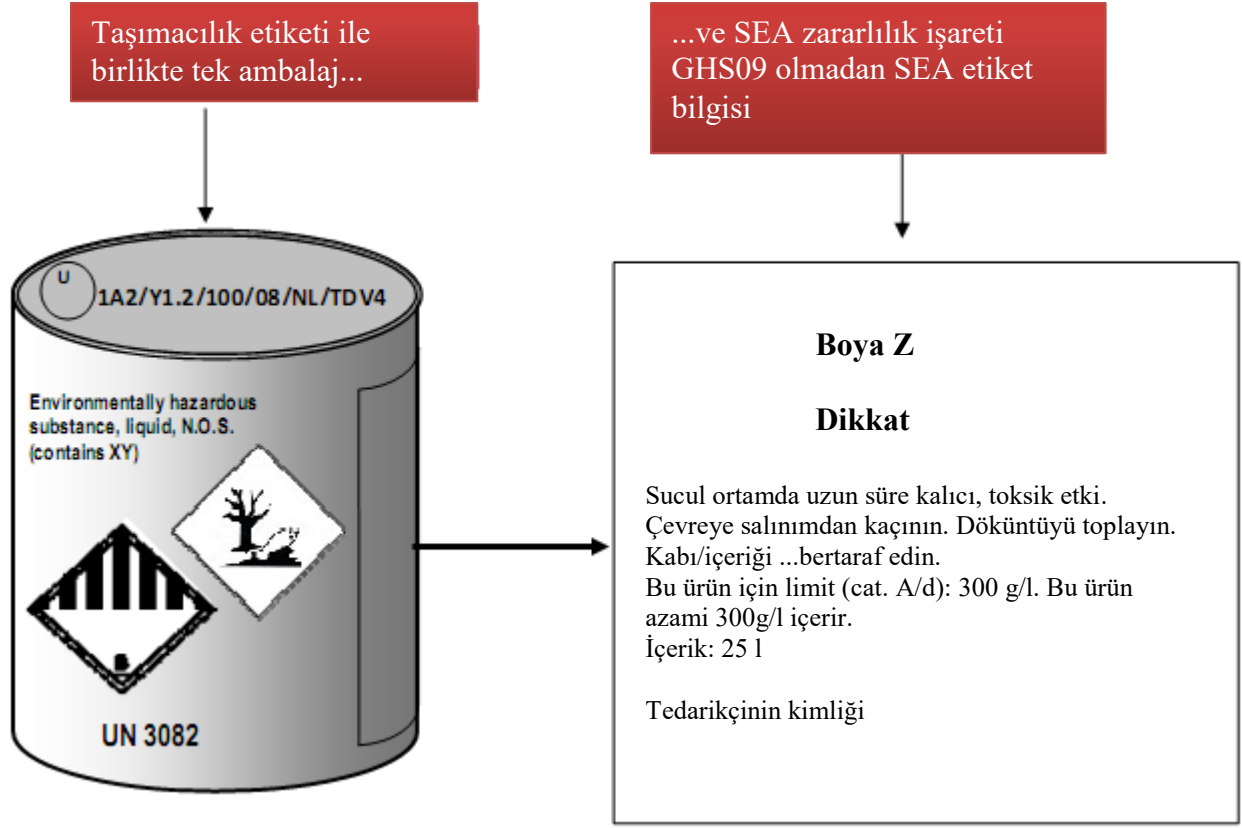 Taşımacılık etiketi ile
birlikte tek ambalaj...
...ve SEA zararlılık işareti
GHS09 olmadan SEA etiket
bilgisi
U
1A2/Y1.2/100/08/NL/TDV4
Environmentally hazardous
substance, liquid, N.O.S.
(contains XY)
UN 3082
Boya Z
Dikkat
Sucul ortamda uzun süre kalıcı, toksik etki.
Çevreye salınımdan kaçının. Döküntüyü toplayın.
Kabı/içeriği ...bertaraf edin.
Bu ürün için limit (cat. A/d): 300 g/l. Bu ürün
azami 300g/l içerir.
İçerik: 25 l
Tedarikçinin kimliği